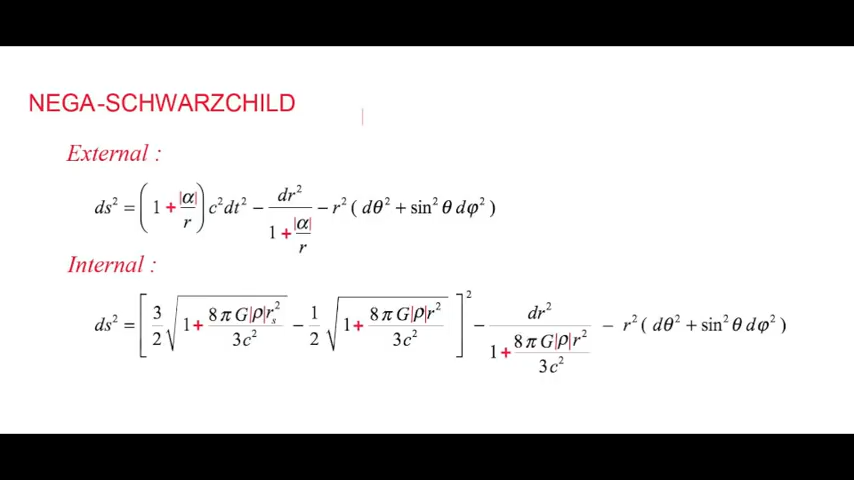 NEGA-SCHWARZCHILD
External :
ds² = ( 1 + |α|/r ) c²dt² − dr²/(1 + |α|/r) − r² ( dθ² + sin² θ dφ² )
Internal :
ds² = [ 3/2 √(1 + 8πG|ρ|rₛ²/3c²) − 1/2 √(1 + 8πG|ρ|r²/3c²) ]² − dr²/(1 + 8πG|ρ|r²/3c²) − r² ( dθ² + sin² θ dφ² )